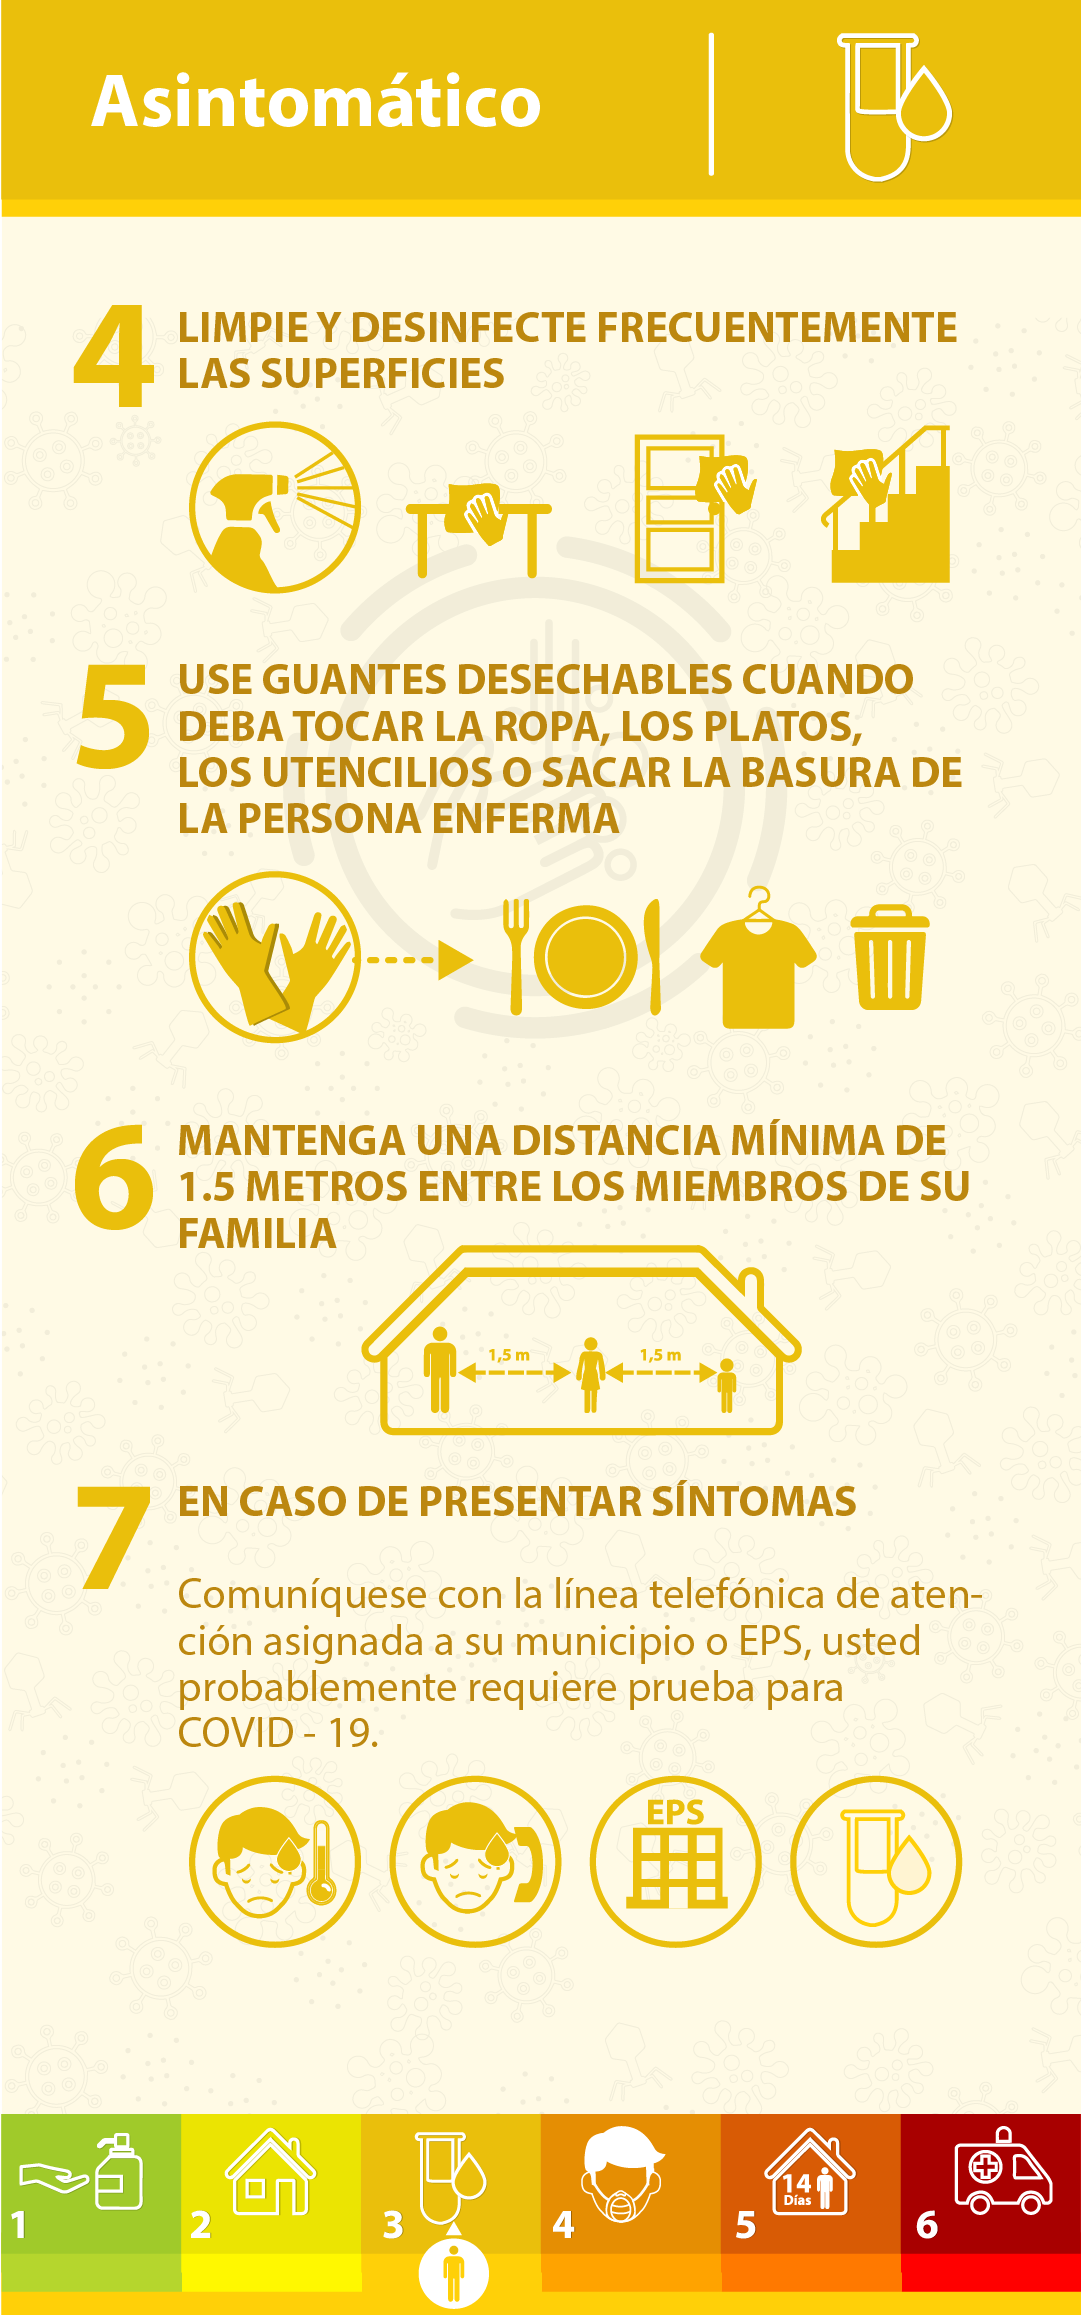 Asintomático
4
LIMPIE Y DESINFECTE FRECUENTEMENTE
LAS SUPERFICIES
5
USE GUANTES DESECHABLES CUANDO
DEBA TOCAR LA ROPA, LOS PLATOS,
LOS UTENCILIOS O SACAR LA BASURA DE
LA PERSONA ENFERMA
6
MANTENGA UNA DISTANCIA MÍNIMA DE
1.5 METROS ENTRE LOS MIEMBROS DE SU
FAMILIA
1,5 m
1,5 m
7
EN CASO DE PRESENTAR SÍNTOMAS
Comuníquese con la línea telefónica de aten-
ción asignada a su municipio o EPS, usted
probablemente requiere prueba para
COVID - 19.
EPS
1
2
3
4
5
14
Días
6